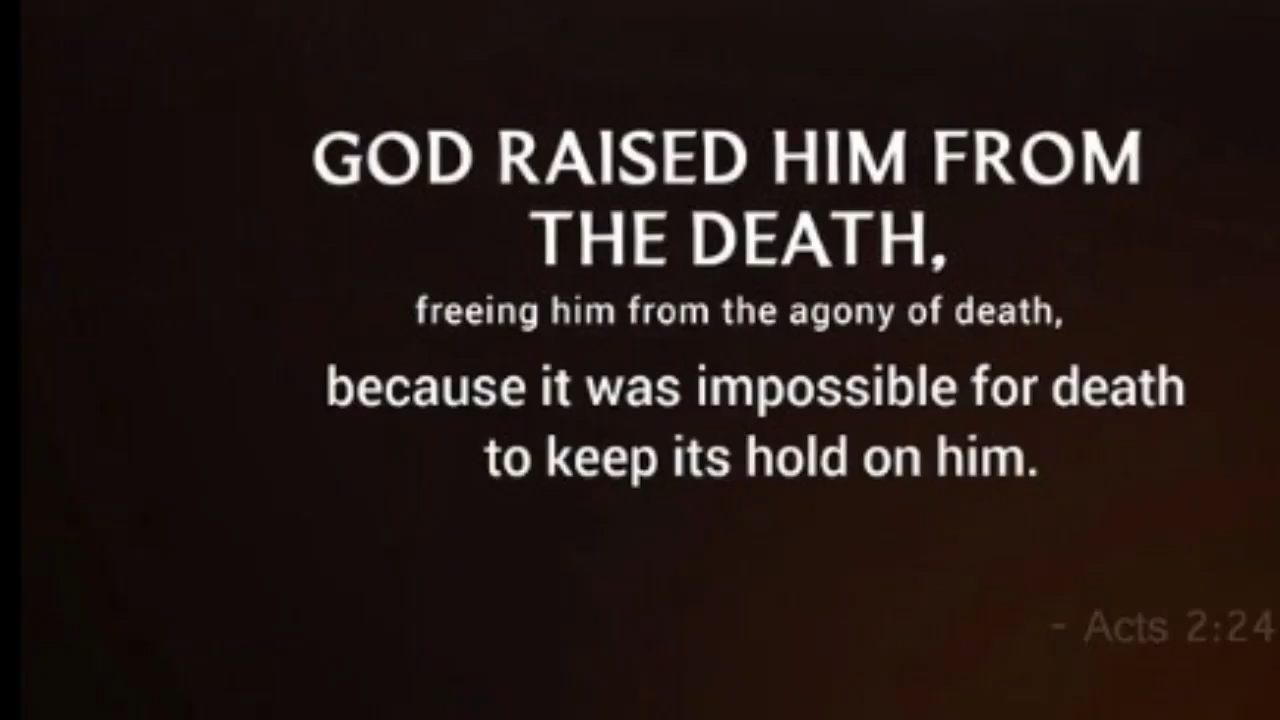 GOD RAISED HIM FROM
THE DEATH,
freeing him from the agony of death,
because it was impossible for death
to keep its hold on him.
- Acts 2:24